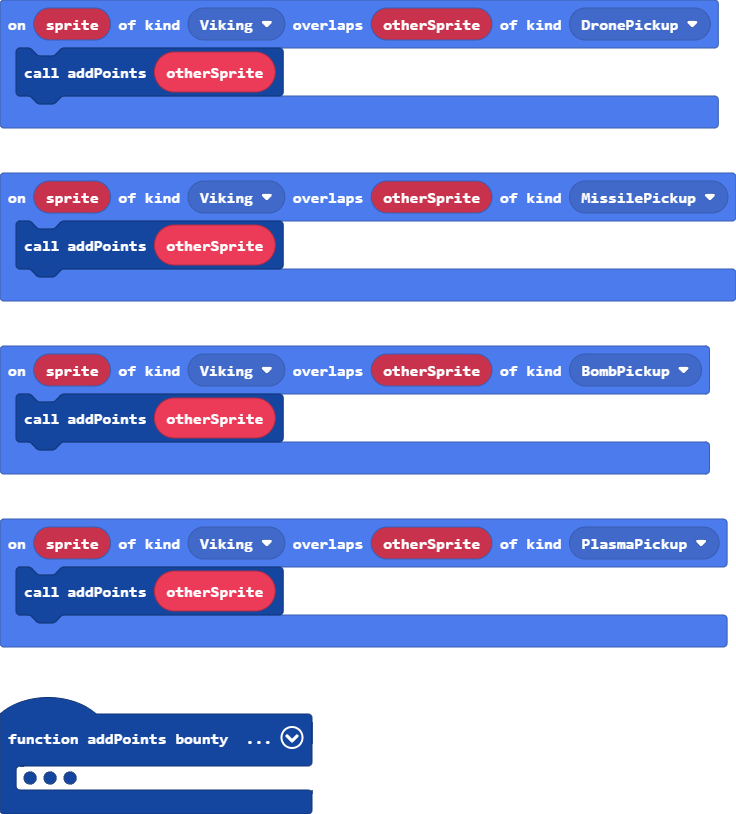 on sprite of kind Viking overlaps otherSprite of kind DronePickup
call addPoints otherSprite
on sprite of kind Viking overlaps otherSprite of kind MissilePickup
call addPoints otherSprite
on sprite of kind Viking overlaps otherSprite of kind BombPickup
call addPoints otherSprite
on sprite of kind Viking overlaps otherSprite of kind PlasmaPickup
call addPoints otherSprite
function addPoints bounty ...